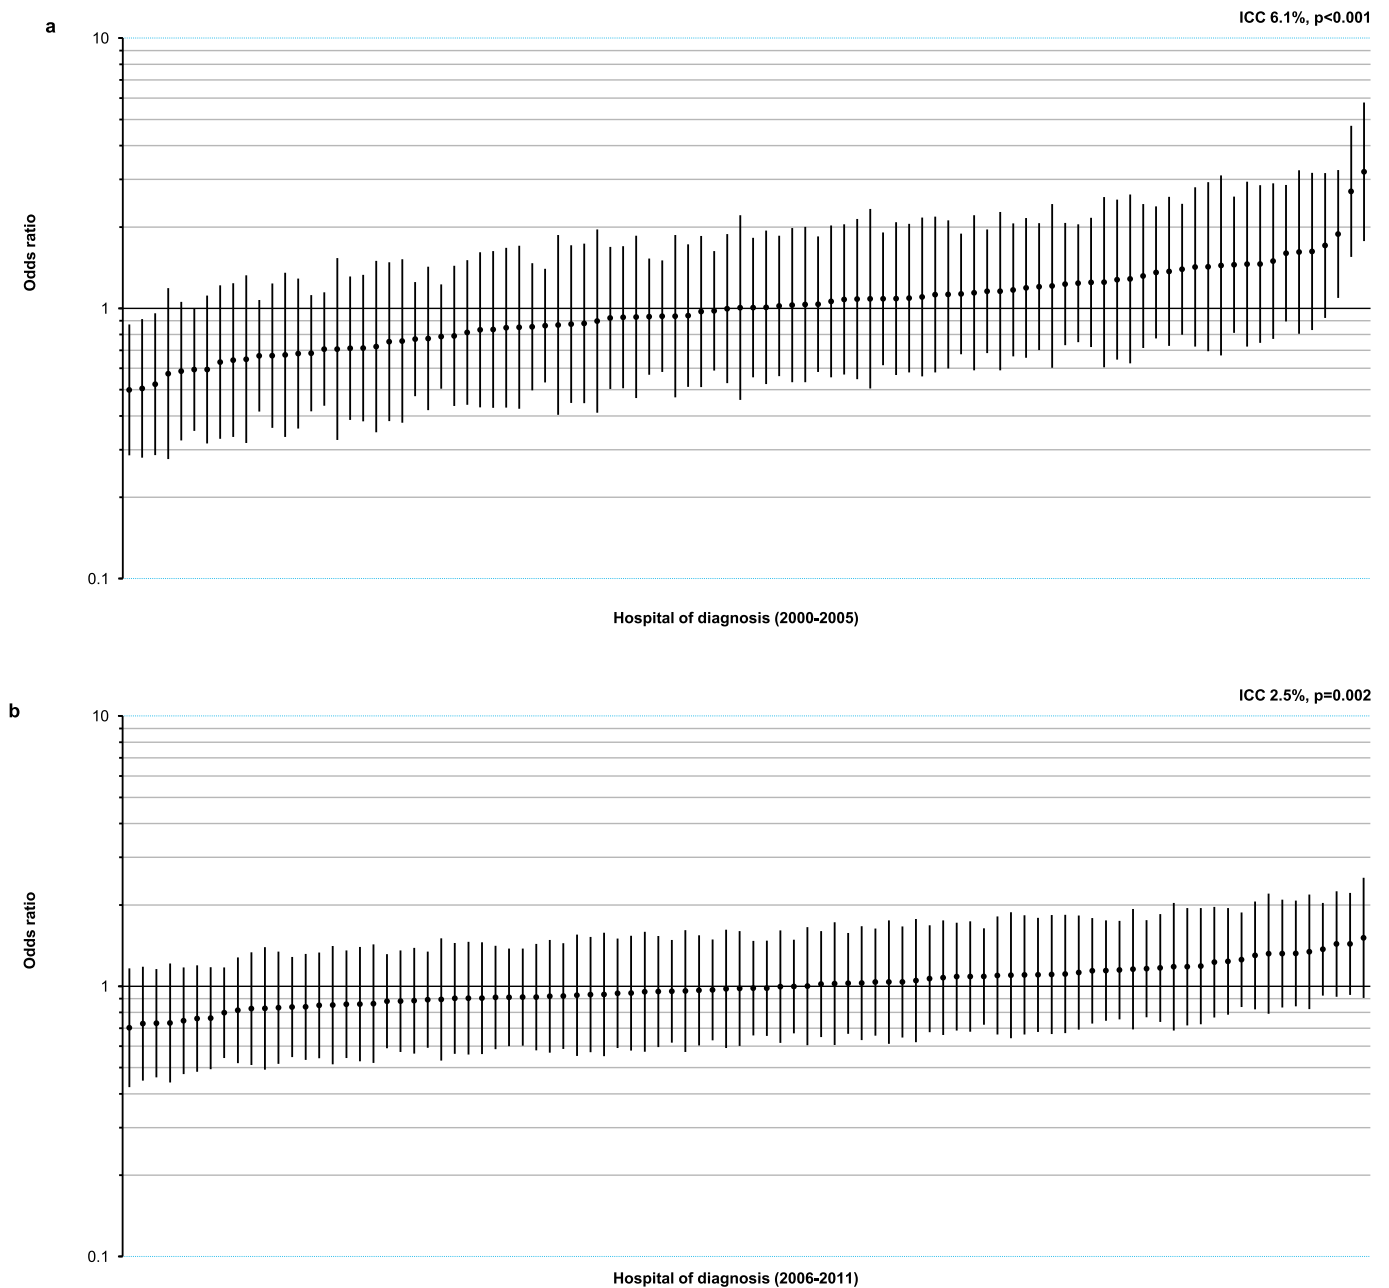 a
ICC 6.1%, p<0.001
10
1
0.1
Odds ratio
Hospital of diagnosis (2000-2005)
b
ICC 2.5%, p=0.002
10
1
0.1
Odds ratio
Hospital of diagnosis (2006-2011)